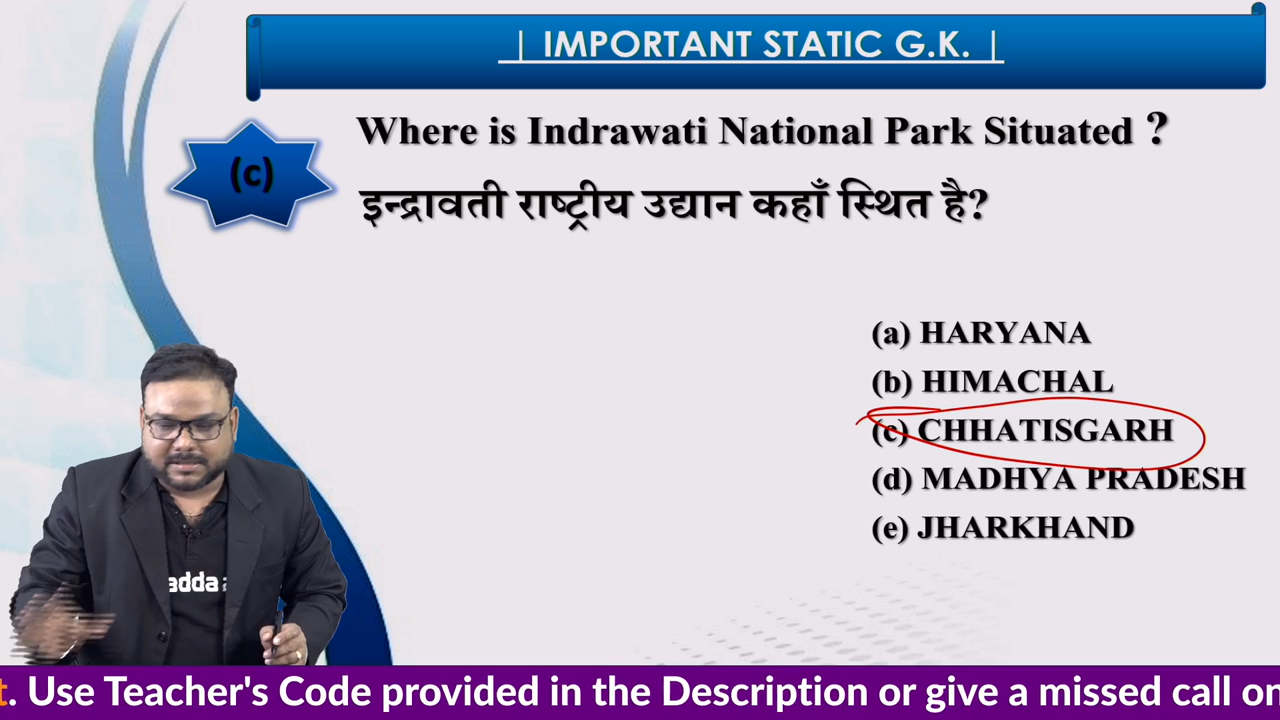 | IMPORTANT STATIC G.K. |
(c)
Where is Indrawati National Park Situated ?
इन्द्रावती राष्ट्रीय उद्यान कहाँ स्थित है?
(a) HARYANA
(b) HIMACHAL
(c) CHHATISGARH
(d) MADHYA PRADESH
(e) JHARKHAND
adda
t. Use Teacher's Code provided in the Description or give a missed call on